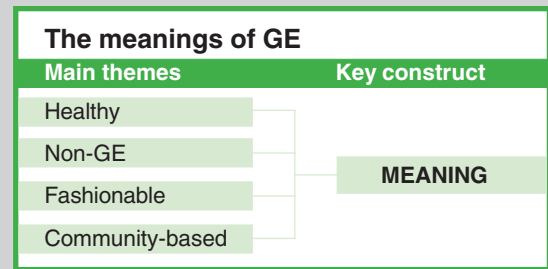 The meanings of GE
Main themes Key construct
Healthy
Non-GE
MEANING
Fashionable
Community-based